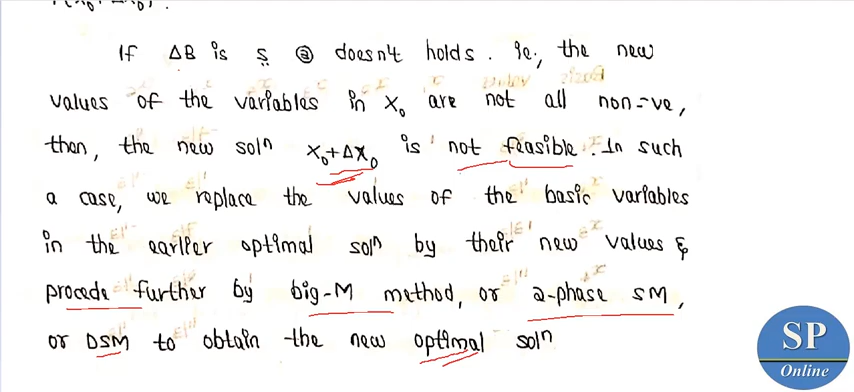 If ΔB is s̤ ② doesn't holds. ie., the new
values of the variables in X₀ are not all non-ve,
then, the new solⁿ X₀+ΔX₀ is not feasible. In such
a case, we replace the values of the basic variables
in the earlier optimal solⁿ by their new values &
procede further by big-M method, or 2-phase SM,
or DSM to obtain the new optimal solⁿ
SP
Online